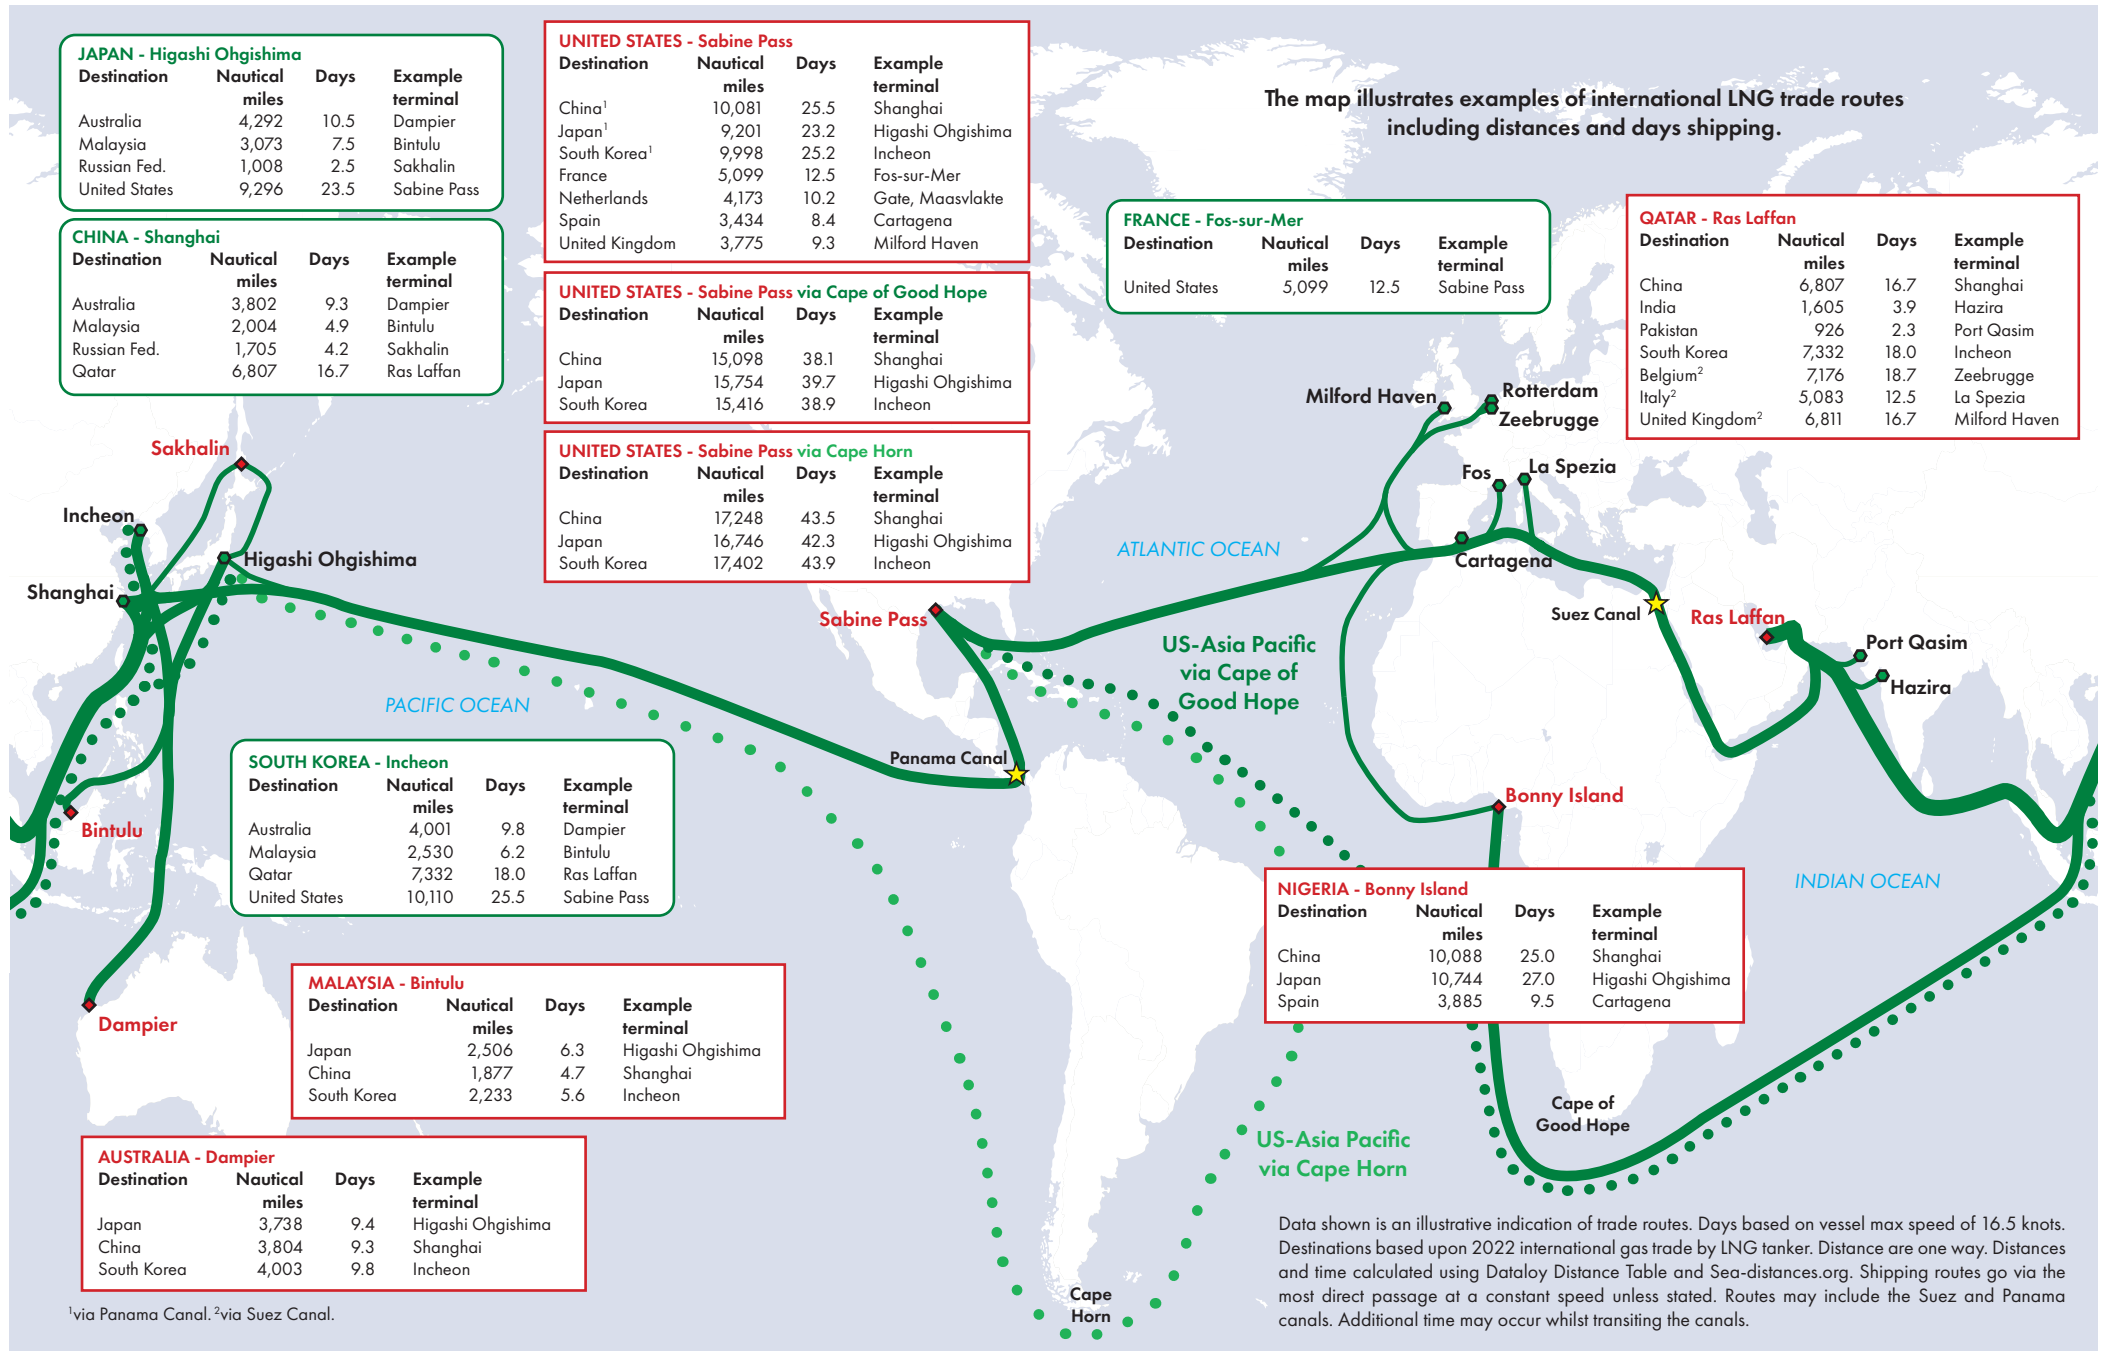 The map illustrates examples of international LNG trade routes
including distances and days shipping.
JAPAN - Higashi Ohgishima
Destination Nautical miles Days Example terminal
Australia 4,292 10.5 Dampier
Malaysia 3,073 7.5 Bintulu
Russian Fed. 1,008 2.5 Sakhalin
United States 9,296 23.5 Sabine Pass
CHINA - Shanghai
Destination Nautical miles Days Example terminal
Australia 3,802 9.3 Dampier
Malaysia 2,004 4.9 Bintulu
Russian Fed. 1,705 4.2 Sakhalin
Qatar 6,807 16.7 Ras Laffan
UNITED STATES - Sabine Pass
Destination Nautical miles Days Example terminal
China¹ 10,081 25.5 Shanghai
Japan¹ 9,201 23.2 Higashi Ohgishima
South Korea¹ 9,998 25.2 Incheon
France 5,099 12.5 Fos-sur-Mer
Netherlands 4,173 10.2 Gate, Maasvlakte
Spain 3,434 8.4 Cartagena
United Kingdom 3,775 9.3 Milford Haven
UNITED STATES - Sabine Pass via Cape of Good Hope
Destination Nautical miles Days Example terminal
China 15,098 38.1 Shanghai
Japan 15,754 39.7 Higashi Ohgishima
South Korea 15,416 38.9 Incheon
UNITED STATES - Sabine Pass via Cape Horn
Destination Nautical miles Days Example terminal
China 17,248 43.5 Shanghai
Japan 16,746 42.3 Higashi Ohgishima
South Korea 17,402 43.9 Incheon
FRANCE - Fos-sur-Mer
Destination Nautical miles Days Example terminal
United States 5,099 12.5 Sabine Pass
QATAR - Ras Laffan
Destination Nautical miles Days Example terminal
China 6,807 16.7 Shanghai
India 1,605 3.9 Hazira
Pakistan 926 2.3 Port Qasim
South Korea 7,332 18.0 Incheon
Belgium² 7,176 18.7 Zeebrugge
Italy² 5,083 12.5 La Spezia
United Kingdom² 6,811 16.7 Milford Haven
Milford Haven
Rotterdam
Zeebrugge
Fos
La Spezia
Cartagena
Suez Canal
Ras Laffan
Port Qasim
Hazira
Sakhalin
Incheon
Higashi Ohgishima
Shanghai
ATLANTIC OCEAN
Sabine Pass
US-Asia Pacific
via Cape of
Good Hope
PACIFIC OCEAN
Panama Canal
Bintulu
Bonny Island
INDIAN OCEAN
SOUTH KOREA - Incheon
Destination Nautical miles Days Example terminal
Australia 4,001 9.8 Dampier
Malaysia 2,530 6.2 Bintulu
Qatar 7,332 18.0 Ras Laffan
United States 10,110 25.5 Sabine Pass
NIGERIA - Bonny Island
Destination Nautical miles Days Example terminal
China 10,088 25.0 Shanghai
Japan 10,744 27.0 Higashi Ohgishima
Spain 3,885 9.5 Cartagena
Dampier
MALAYSIA - Bintulu
Destination Nautical miles Days Example terminal
Japan 2,506 6.3 Higashi Ohgishima
China 1,877 4.7 Shanghai
South Korea 2,233 5.6 Incheon
AUSTRALIA - Dampier
Destination Nautical miles Days Example terminal
Japan 3,738 9.4 Higashi Ohgishima
China 3,804 9.3 Shanghai
South Korea 4,003 9.8 Incheon
Cape of
Good Hope
US-Asia Pacific
via Cape Horn
Cape
Horn
¹via Panama Canal. ²via Suez Canal.
Data shown is an illustrative indication of trade routes. Days based on vessel max speed of 16.5 knots.
Destinations based upon 2022 international gas trade by LNG tanker. Distance are one way. Distances
and time calculated using Dataloy Distance Table and Sea-distances.org. Shipping routes go via the
most direct passage at a constant speed unless stated. Routes may include the Suez and Panama
canals. Additional time may occur whilst transiting the canals.